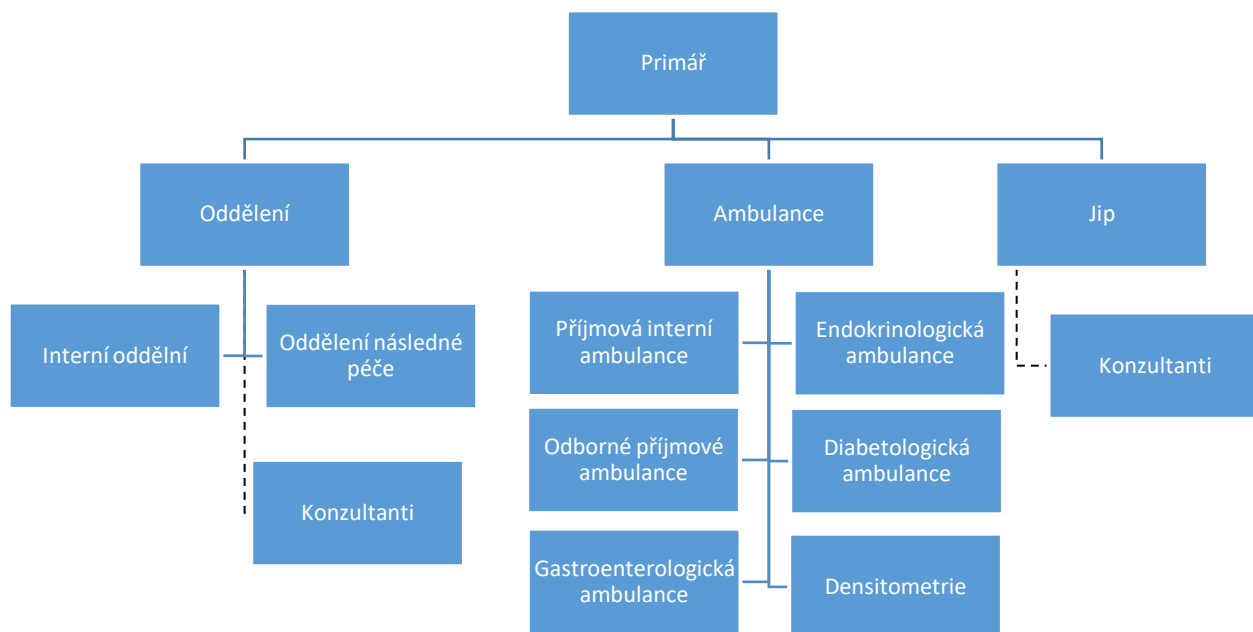 Primář
Oddělení
Ambulance
Jip
Interní oddělní
Oddělení následné
péče
Konzultanti
Příjmová interní
ambulance
Endokrinologická
ambulance
Odborné příjmové
ambulance
Diabetologická
ambulance
Gastroenterologická
ambulance
Densitometrie
Konzultanti